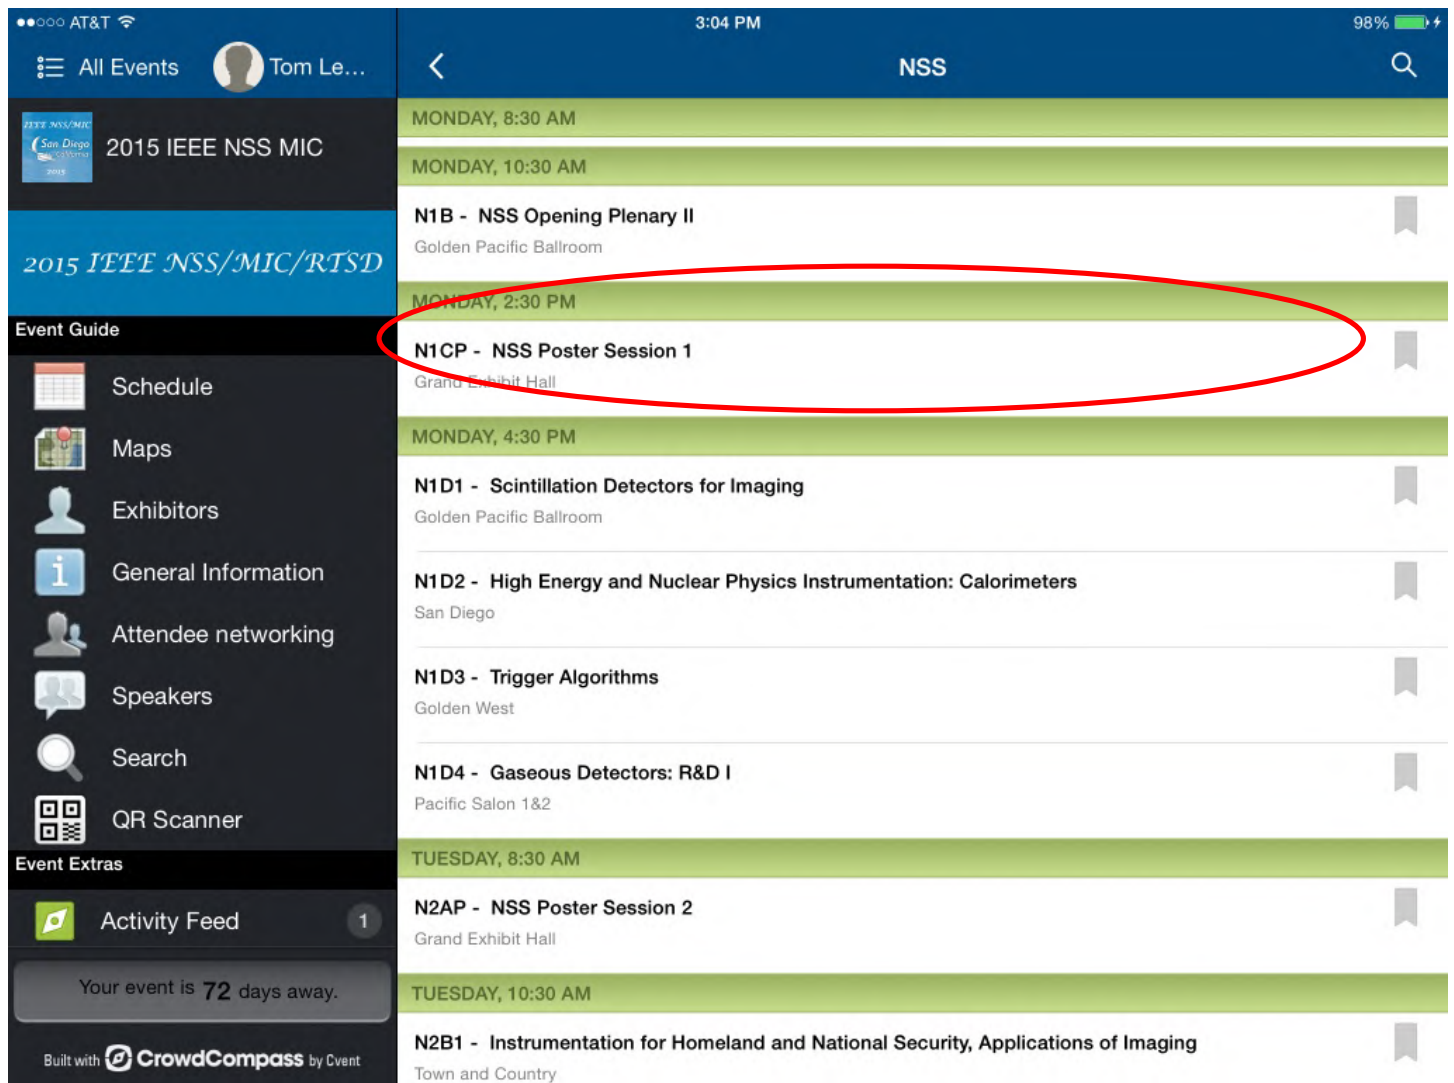 ●●○○○ AT&T
3:04 PM
98%
All Events
Tom Le...
NSS
IEEE NSS/MIC
San Diego
California
2015
2015 IEEE NSS MIC
2015 IEEE NSS/MIC/RTSD
Event Guide
Schedule
Maps
Exhibitors
General Information
Attendee networking
Speakers
Search
QR Scanner
Event Extras
Activity Feed 1
Your event is 72 days away.
Built with CrowdCompass by Cvent
MONDAY, 8:30 AM
MONDAY, 10:30 AM
N1B - NSS Opening Plenary II
Golden Pacific Ballroom
MONDAY, 2:30 PM
N1CP - NSS Poster Session 1
Grand Exhibit Hall
MONDAY, 4:30 PM
N1D1 - Scintillation Detectors for Imaging
Golden Pacific Ballroom
N1D2 - High Energy and Nuclear Physics Instrumentation: Calorimeters
San Diego
N1D3 - Trigger Algorithms
Golden West
N1D4 - Gaseous Detectors: R&D I
Pacific Salon 1&2
TUESDAY, 8:30 AM
N2AP - NSS Poster Session 2
Grand Exhibit Hall
TUESDAY, 10:30 AM
N2B1 - Instrumentation for Homeland and National Security, Applications of Imaging
Town and Country